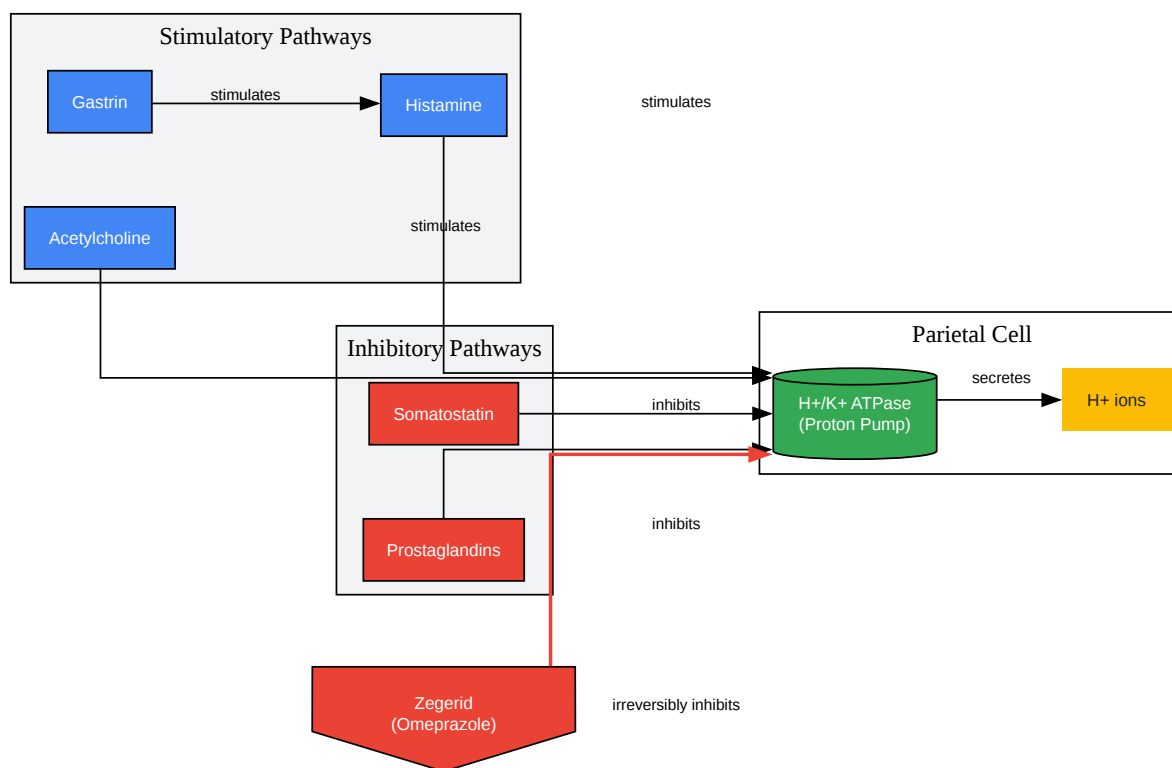 Stimulatory Pathways
Gastrin
stimulates
Histamine
stimulates
Acetylcholine
stimulates
Inhibitory Pathways
Parietal Cell
Somatostatin
inhibits
H+/K+ ATPase
(Proton Pump)
secretes
H+ ions
Prostaglandins
inhibits
Zegerid
(Omeprazole)
irreversibly inhibits